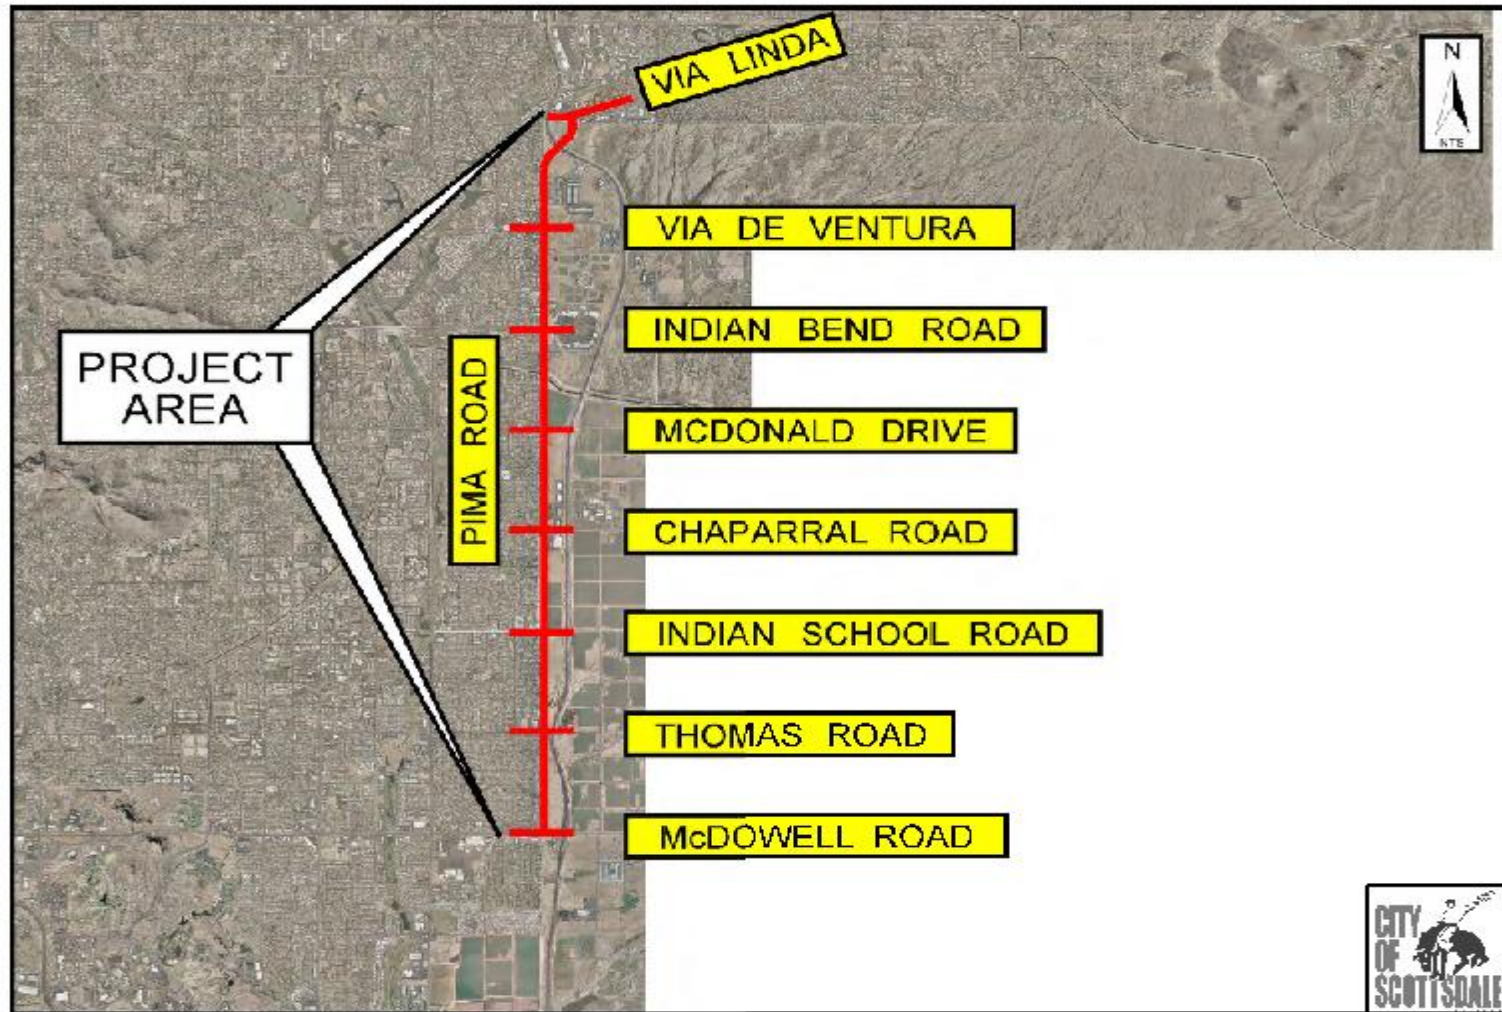 VIA LINDA
N
NTS
VIA DE VENTURA
INDIAN BEND ROAD
PROJECT
AREA
PIMA ROAD
MCDONALD DRIVE
CHAPARRAL ROAD
INDIAN SCHOOL ROAD
THOMAS ROAD
McDOWELL ROAD
CITY
OF
SCOTTSDALE